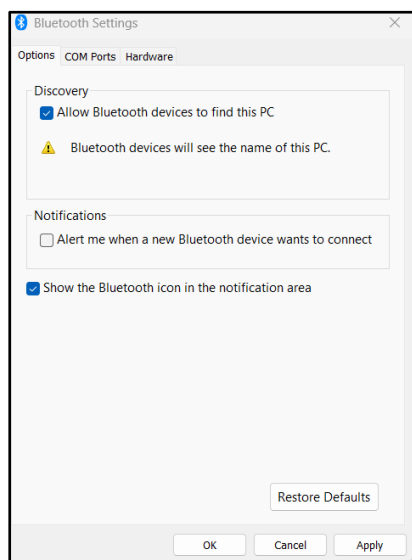 Bluetooth Settings
Options COM Ports Hardware
Discovery
Allow Bluetooth devices to find this PC
Bluetooth devices will see the name of this PC.
Notifications
Alert me when a new Bluetooth device wants to connect
Show the Bluetooth icon in the notification area
Restore Defaults
OK Cancel Apply